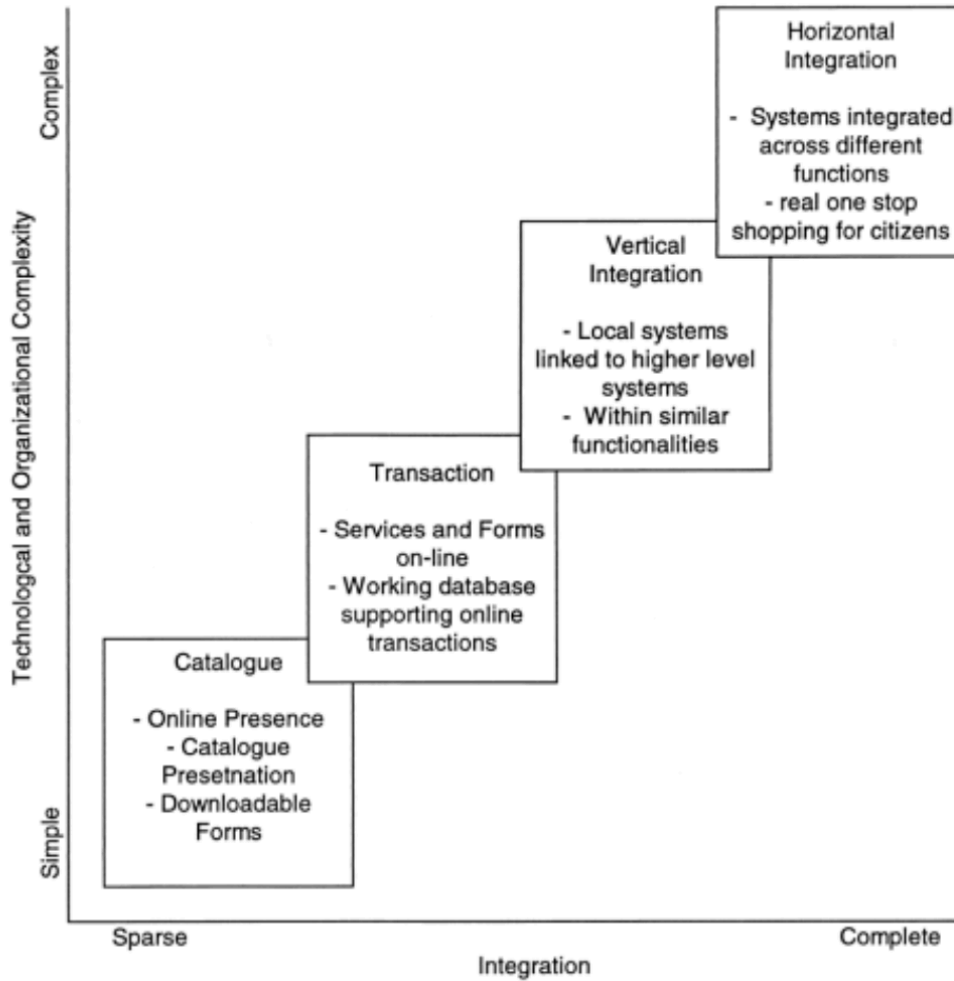 Horizontal
Integration
- Systems integrated
across different
functions
- real one stop
shopping for citizens
Vertical
Integration
- Local systems
linked to higher level
systems
- Within similar
functionalities
Transaction
- Services and Forms
on-line
- Working database
supporting online
transactions
Catalogue
- Online Presence
- Catalogue
Presetnation
- Downloadable
Forms
Complex
Technologcal and Organizational Complexity
Simple
Sparse
Complete
Integration